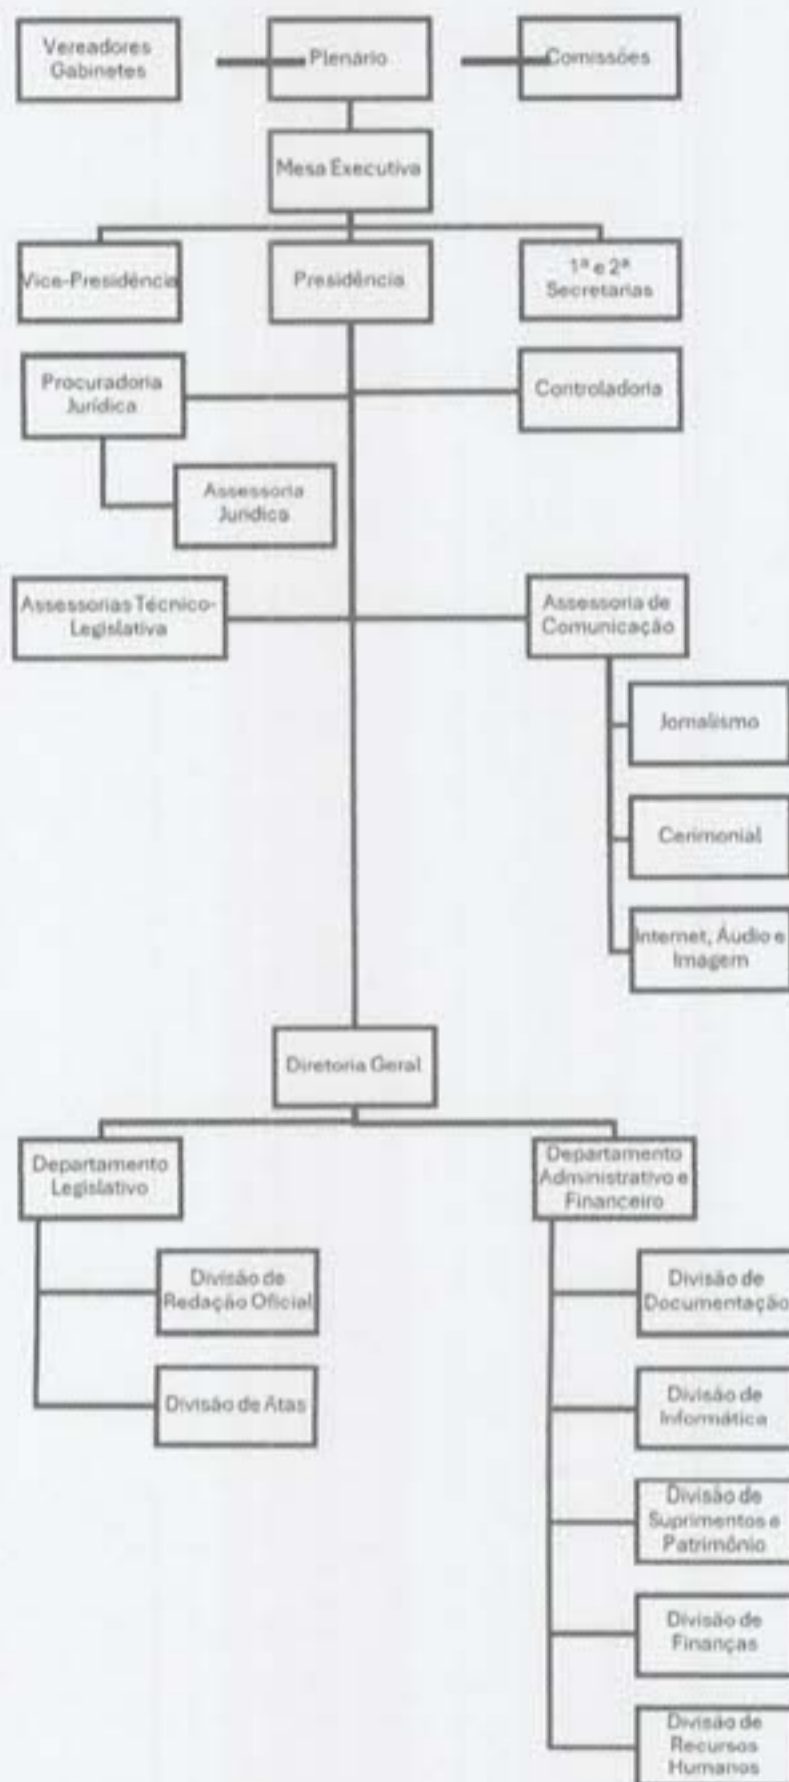 Vereadores
Gabinetes
Plenário
Comissões
Mesa Executiva
Vice-Presidência
Presidência
1ª e 2ª
Secretarias
Procuradoria
Jurídica
Controladoria
Assessoria
Jurídica
Assessorias Técnico-
Legislativa
Assessoria de
Comunicação
Jornalismo
Cerimonial
Internet, Áudio e
Imagem
Diretoria Geral
Departamento
Legislativo
Departamento
Administrativo e
Financeiro
Divisão de
Redação Oficial
Divisão de
Documentação
Divisão de Atas
Divisão de
Informática
Divisão de
Suprimentos e
Patrimônio
Divisão de
Finanças
Divisão de
Recursos
Humanos